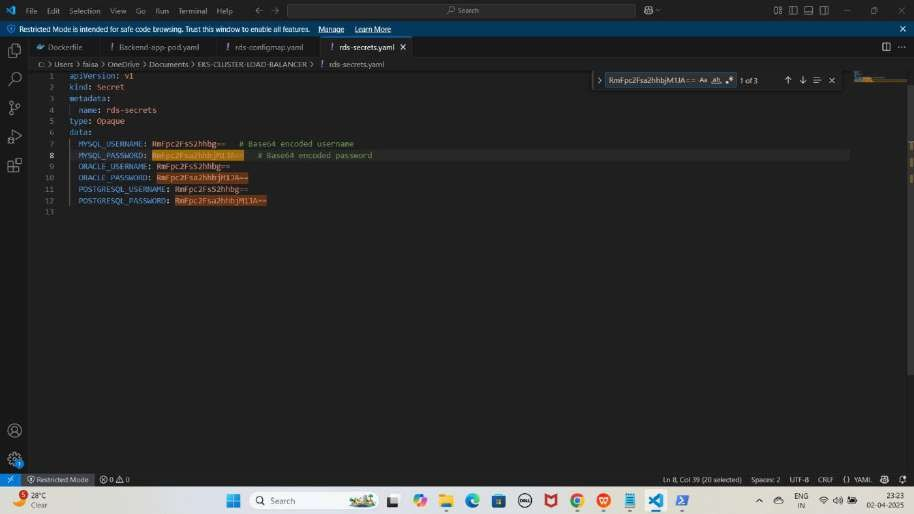 File Edit Selection View Go Run Terminal Help
Search
Restricted Mode is intended for safe code browsing. Trust this window to enable all features. Manage Learn More
Dockerfile
Backend-app-pod.yaml
rds-configmap.yaml
rds-secrets.yaml
C: > Users > faisa > OneDrive > Documents > EKS-CLUSTER-LOAD-BALANCER > rds-secrets.yaml
RmFpc2Fsa2hhbjM1JA== Aa ab 1 of 3
1 apiVersion: v1
2 kind: Secret
3 metadata:
4 name: rds-secrets
5 type: Opaque
6 data:
7 MYSQL_USERNAME: RmFpc2FsS2hhbg== # Base64 encoded username
8 MYSQL_PASSWORD: RmFpc2Fsa2hhbjM1JA== # Base64 encoded password
9 ORACLE_USERNAME: RmFpc2FsS2hhbg==
10 ORACLE_PASSWORD: RmFpc2Fsa2hhbjM1JA==
11 POSTGRESQL_USERNAME: RmFpc2FsS2hhbg==
12 POSTGRESQL_PASSWORD: RmFpc2Fsa2hhbjM1JA==
13
1
Restricted Mode 0 0 Ln 8, Col 39 (20 selected) Spaces: 2 UTF-8 CRLF {} YAML
5 28°C
Clear
Search
DELL
ENG
IN
23:23
02-04-2025